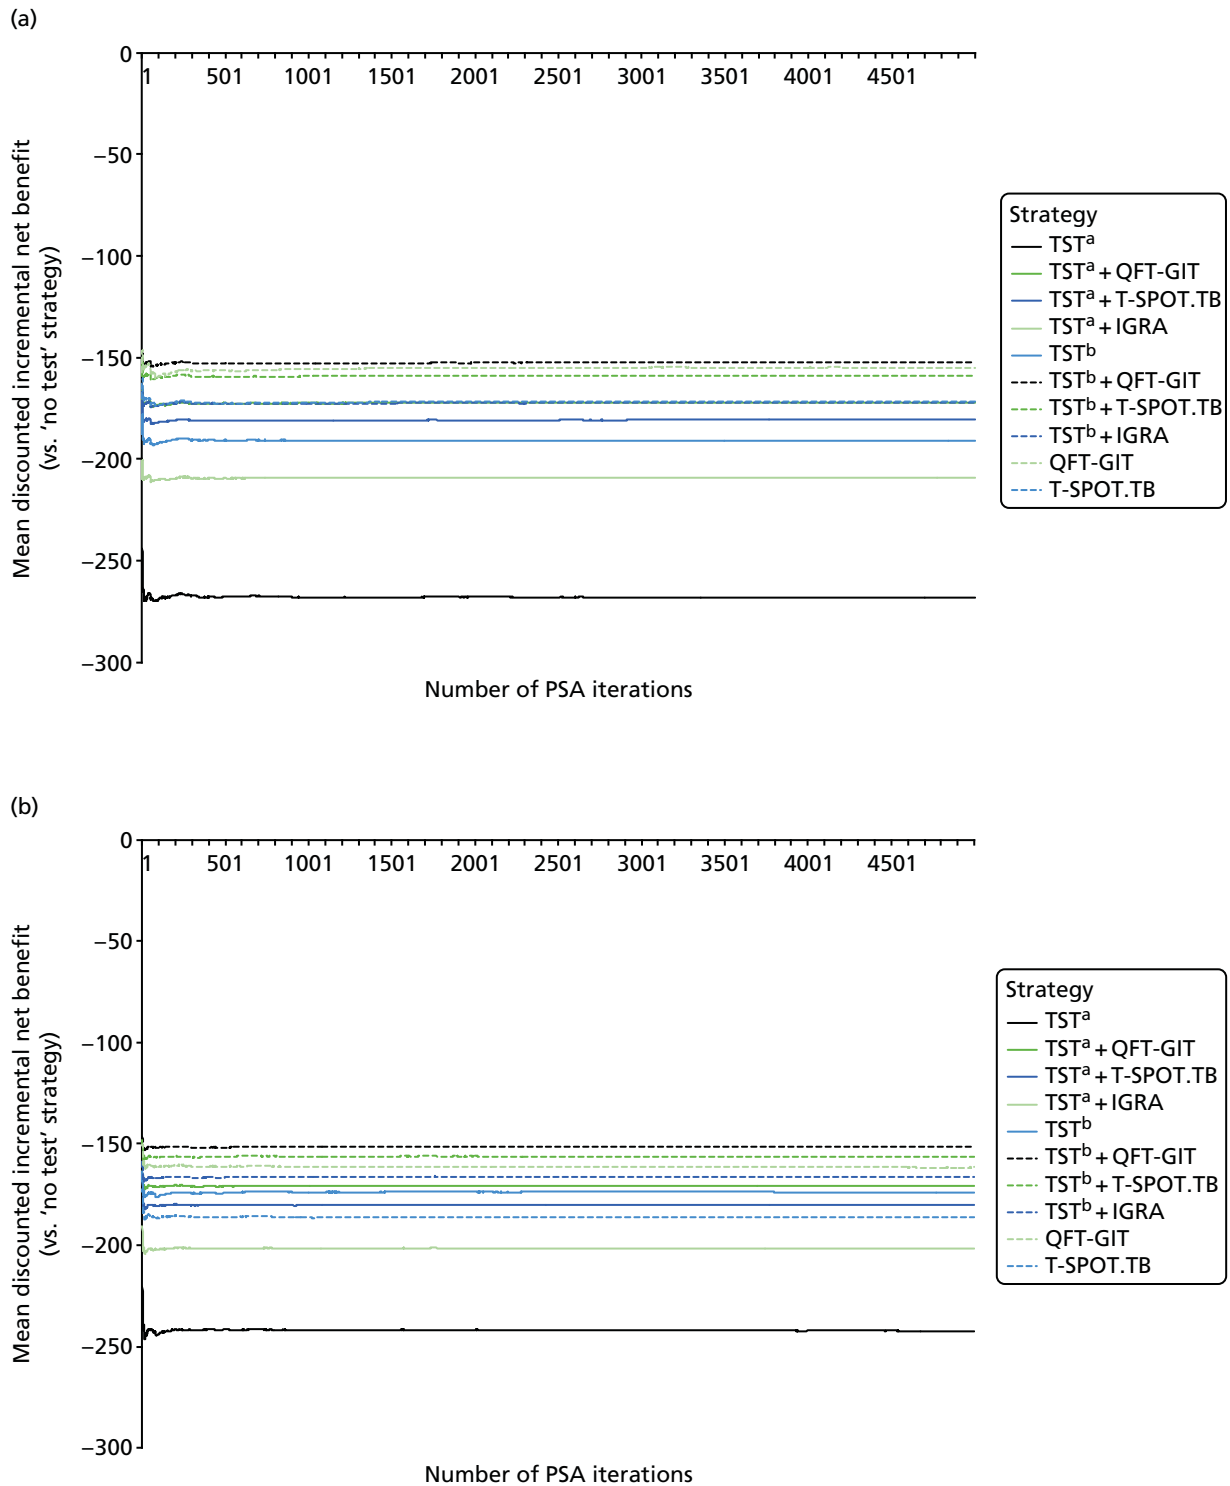 (a)
0
1 501 1001 1501 2001 2501 3001 3501 4001 4501
−50
−100
−150
−200
−250
−300
Mean discounted incremental net benefit
(vs. ‘no test’ strategy)
Number of PSA iterations
Strategy
TSTa
TSTa + QFT-GIT
TSTa + T-SPOT.TB
TSTa + IGRA
TSTb
TSTb + QFT-GIT
TSTb + T-SPOT.TB
TSTb + IGRA
QFT-GIT
T-SPOT.TB
(b)
0
1 501 1001 1501 2001 2501 3001 3501 4001 4501
−50
−100
−150
−200
−250
−300
Mean discounted incremental net benefit
(vs. ‘no test’ strategy)
Number of PSA iterations
Strategy
TSTa
TSTa + QFT-GIT
TSTa + T-SPOT.TB
TSTa + IGRA
TSTb
TSTb + QFT-GIT
TSTb + T-SPOT.TB
TSTb + IGRA
QFT-GIT
T-SPOT.TB